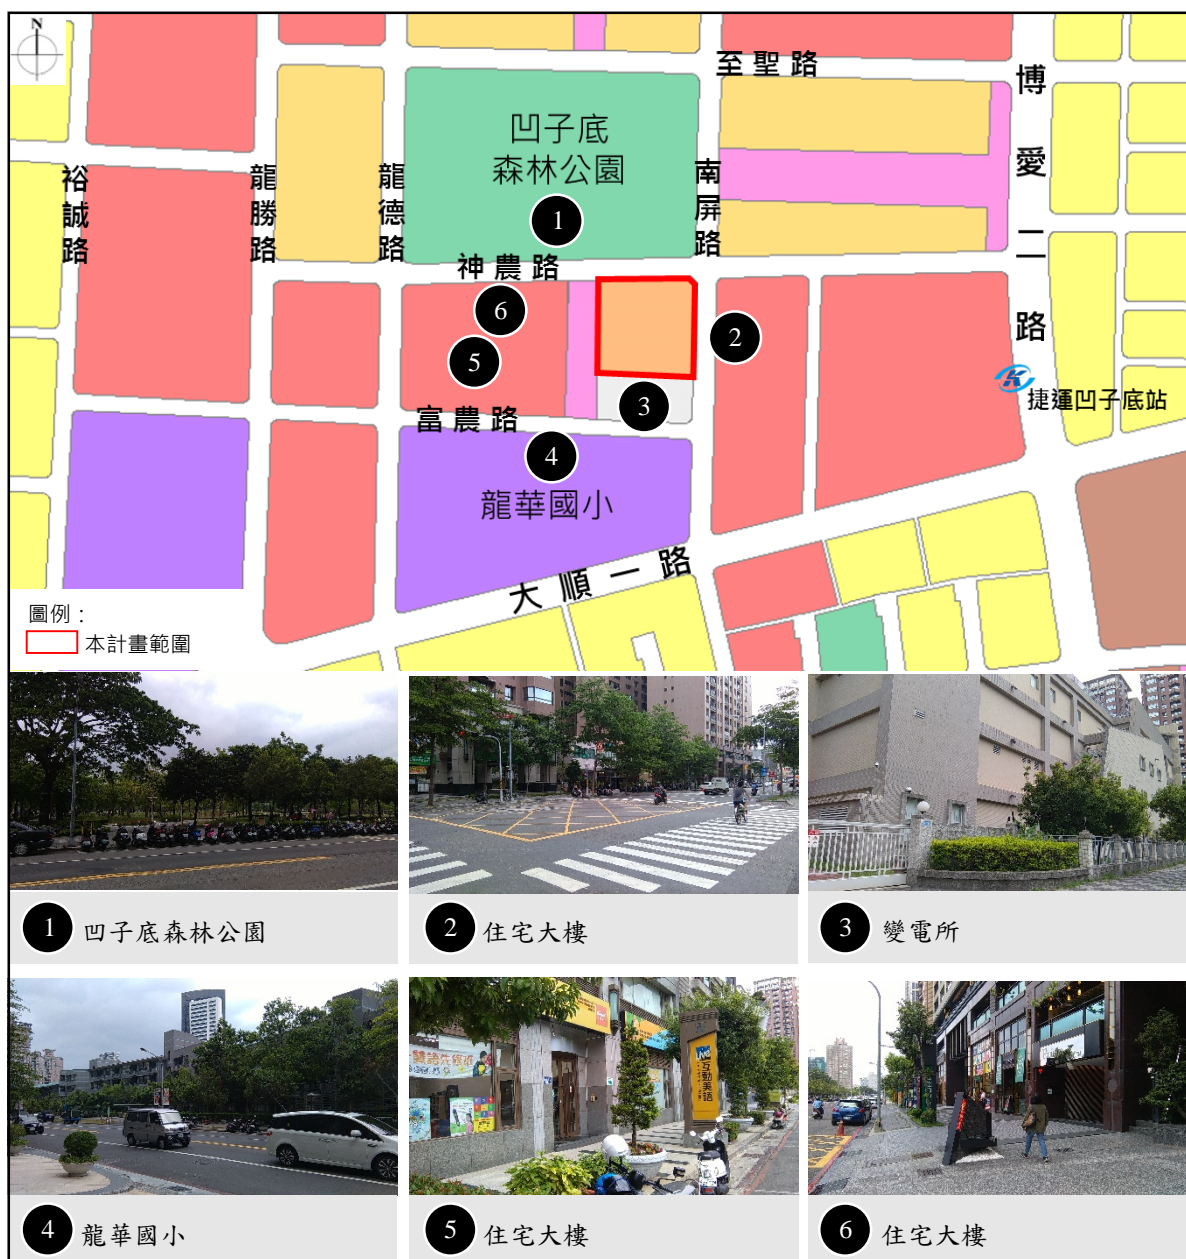 N
至聖路
博愛二路
凹子底
森林公園
裕誠路
龍勝路
龍德路
南屏路
1
神農路
6
2
5
3
捷運凹子底站
富農路
4
龍華國小
大順一路
圖例：
本計畫範圍
1 凹子底森林公園
2 住宅大樓
3 變電所
互動美語
4 龍華國小
5 住宅大樓
6 住宅大樓